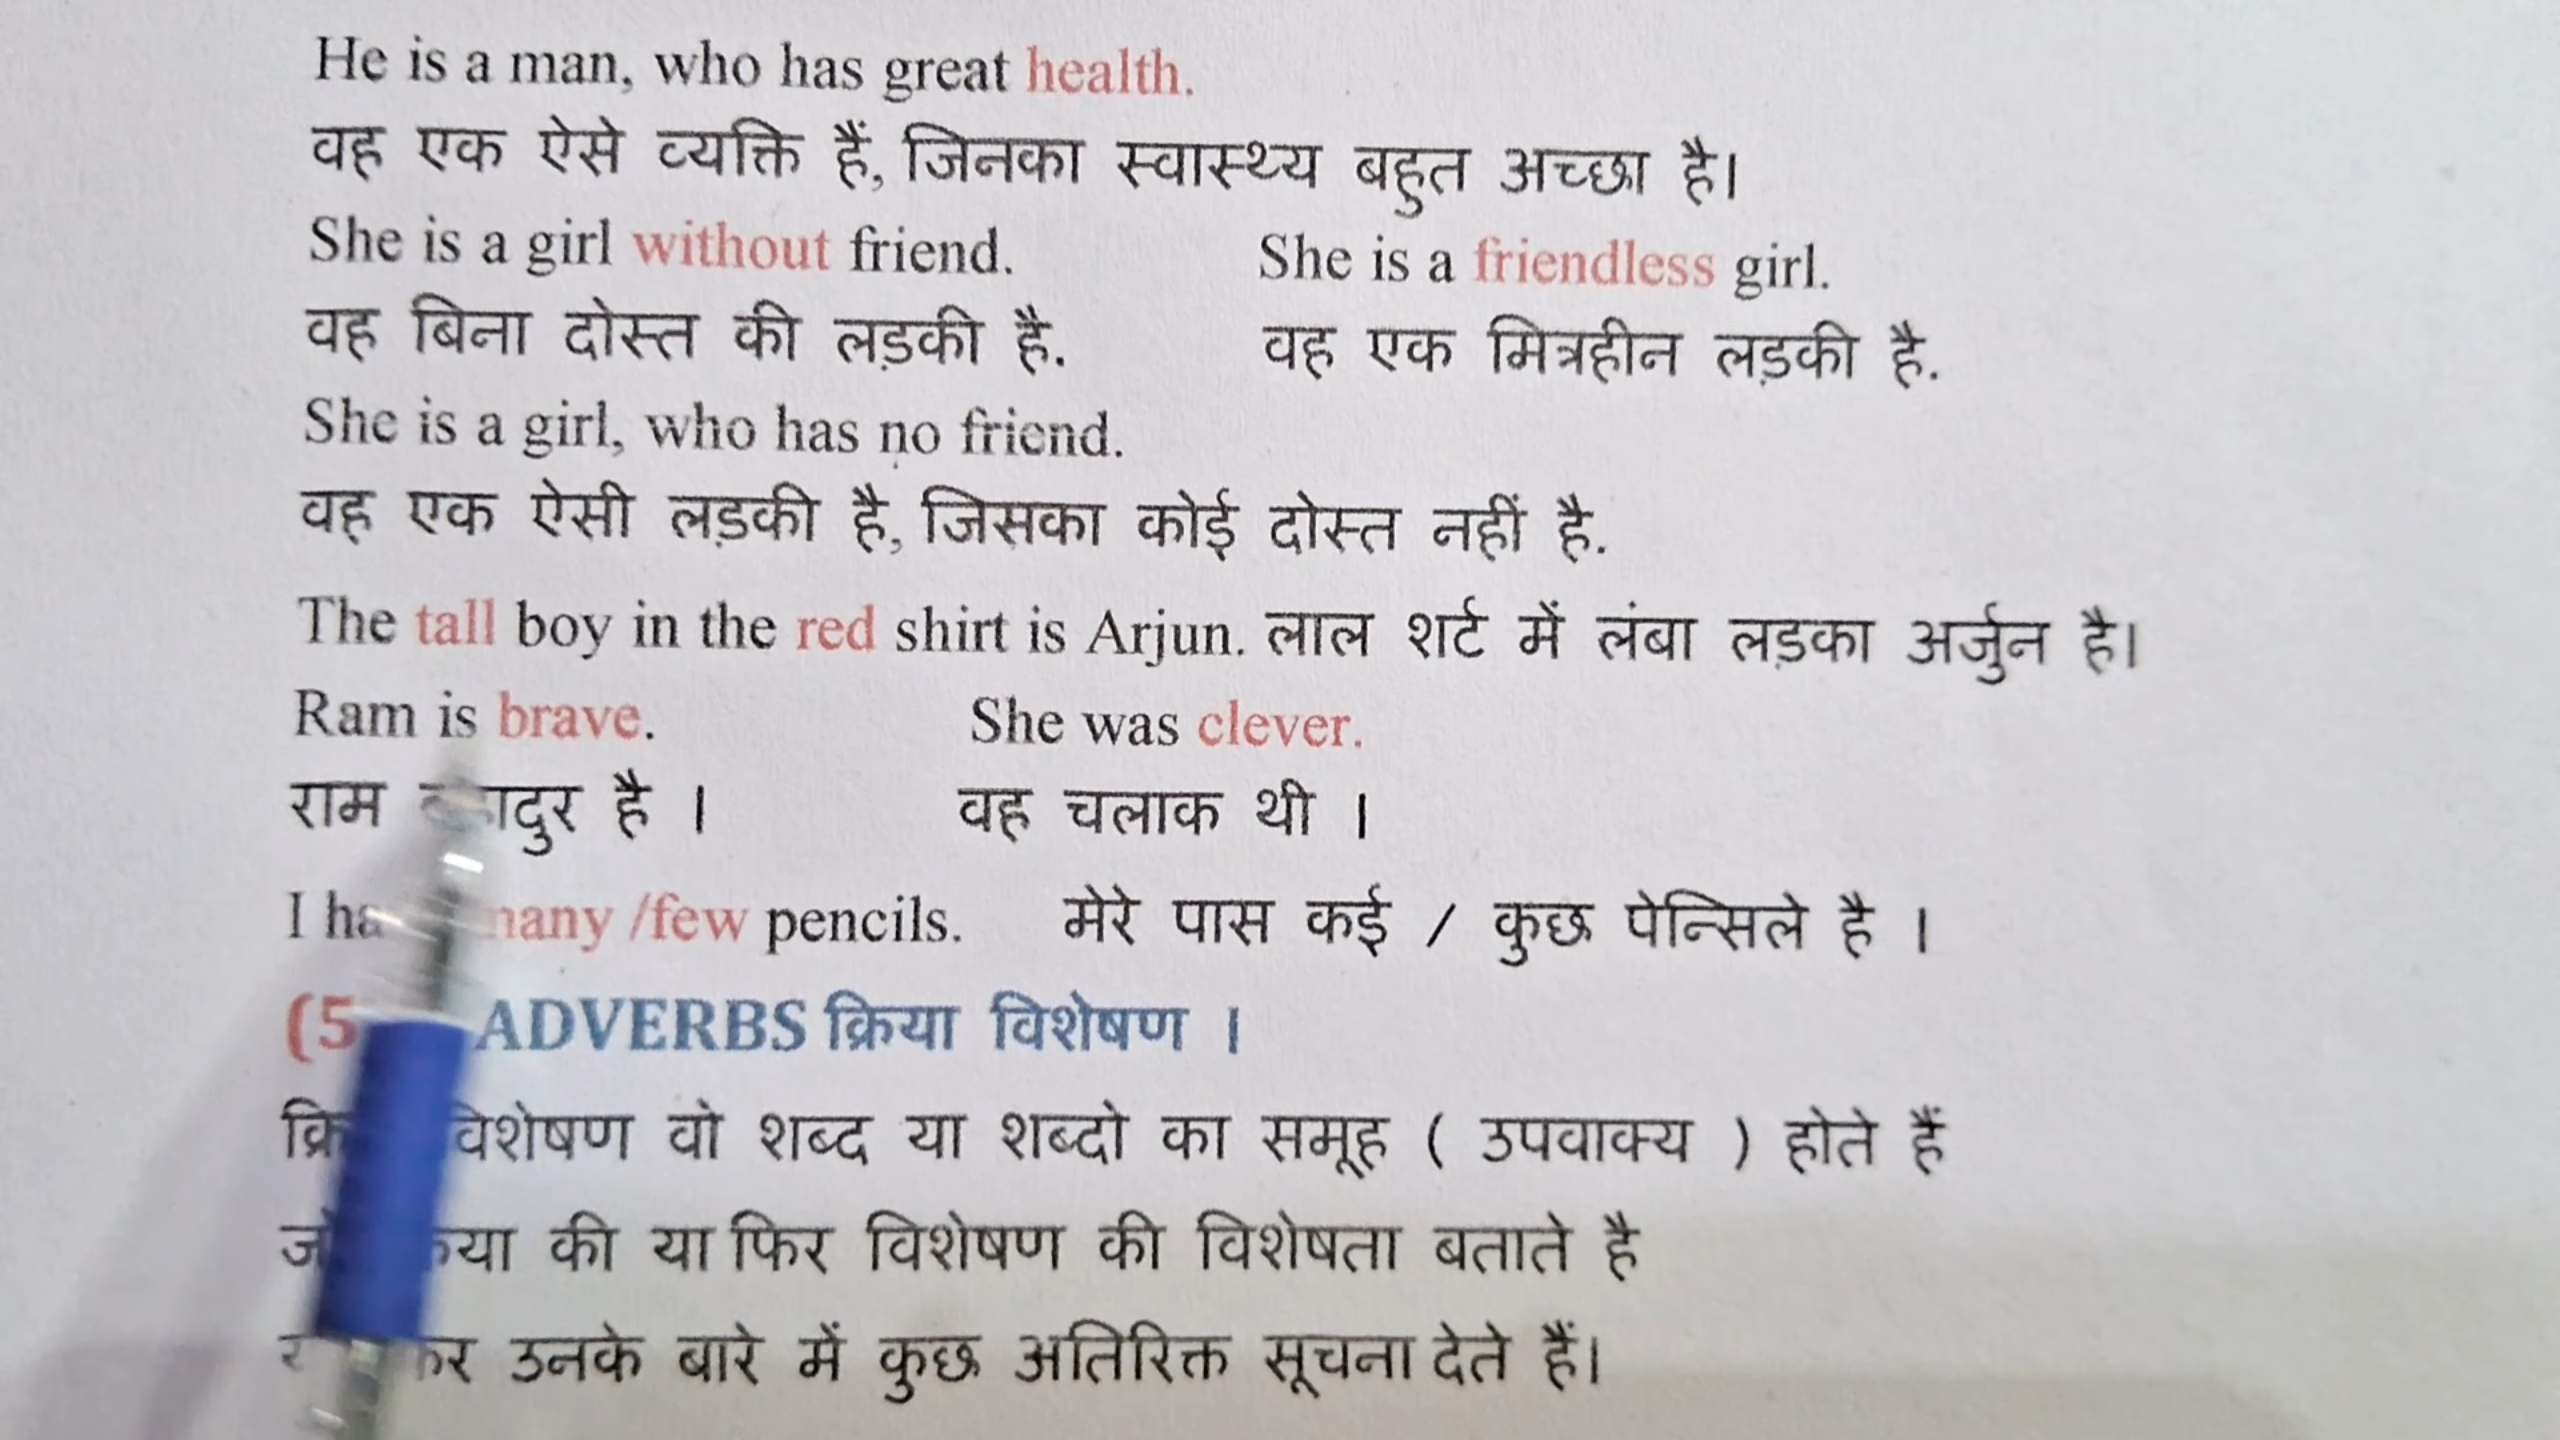 He is a man, who has great health.
वह एक ऐसे व्यक्ति हैं, जिनका स्वास्थ्य बहुत अच्छा है।
She is a girl without friend. She is a friendless girl.
वह बिना दोस्त की लड़की है. वह एक मित्रहीन लड़की है.
She is a girl, who has no friend.
वह एक ऐसी लड़की है, जिसका कोई दोस्त नहीं है.
The tall boy in the red shirt is Arjun. लाल शर्ट में लंबा लड़का अर्जुन है।
Ram is brave. She was clever.
राम है । वह चलाक थी ।
I many /few pencils. मेरे पास कई / कुछ पेन्सिले है ।
(5 ADVERBS क्रिया विशेषण ।
विशेषण वो शब्द या शब्दो का समूह ( उपवाक्य ) होते हैं
की या फिर विशेषण की विशेषता बताते है
उनके बारे में कुछ अतिरिक्त सूचना देते हैं।